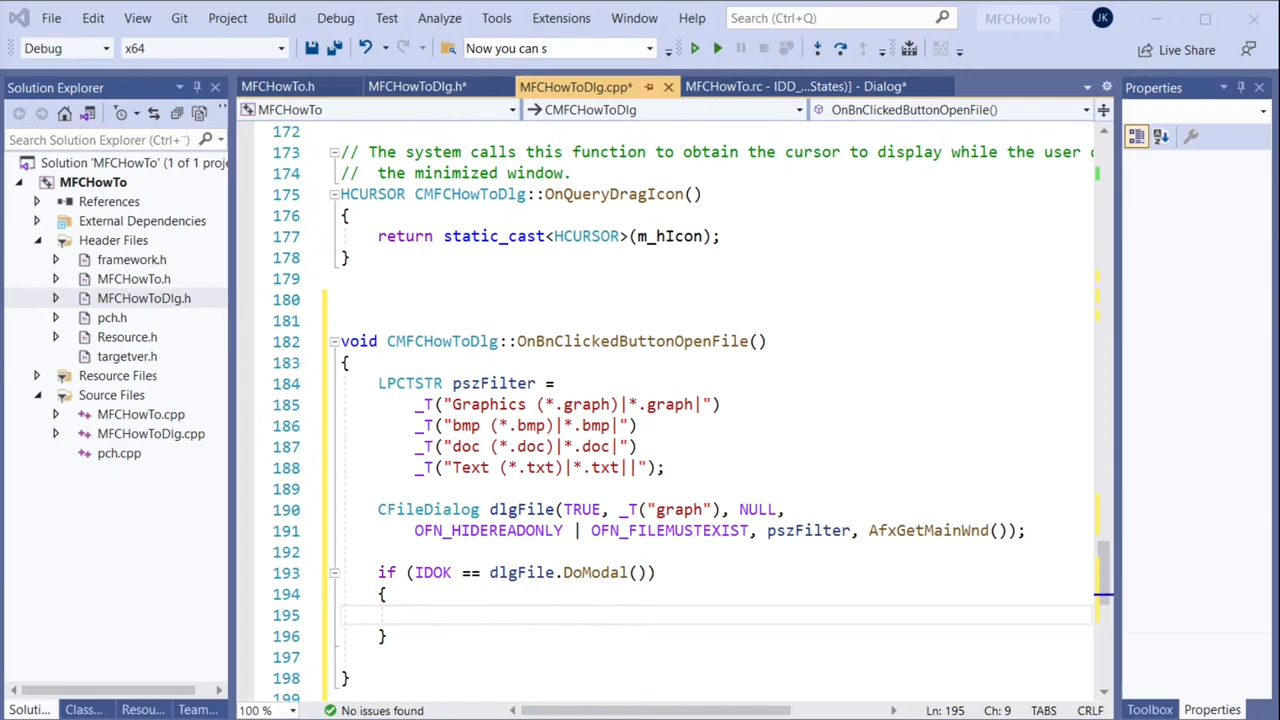 File Edit View Git Project Build Debug Test Analyze Tools Extensions Window Help Search (Ctrl+Q) MFCHowTo JK
Debug x64 Now you can s Live Share
Solution Explorer
Search Solution Explorer (Ctrl+
Solution 'MFCHowTo' (1 of 1 proje
MFCHowTo
References
External Dependencies
Header Files
framework.h
MFCHowTo.h
MFCHowToDlg.h
pch.h
Resource.h
targetver.h
Resource Files
Source Files
MFCHowTo.cpp
MFCHowToDlg.cpp
pch.cpp
Soluti... Class... Resou... Team...
MFCHowTo.h MFCHowToDlg.h* MFCHowToDlg.cpp* MFCHowTo.rc - IDD_...States)] - Dialog*
MFCHowTo CMFCHowToDlg OnBnClickedButtonOpenFile()
172
173 // The system calls this function to obtain the cursor to display while the user
174 //  the minimized window.
175 HCURSOR CMFCHowToDlg::OnQueryDragIcon()
176 {
177 return static_cast<HCURSOR>(m_hIcon);
178 }
179
180
181
182 void CMFCHowToDlg::OnBnClickedButtonOpenFile()
183 {
184 LPCTSTR pszFilter =
185 _T("Graphics (*.graph)|*.graph|")
186 _T("bmp (*.bmp)|*.bmp|")
187 _T("doc (*.doc)|*.doc|")
188 _T("Text (*.txt)|*.txt||");
189
190 CFileDialog dlgFile(TRUE, _T("graph"), NULL,
191 OFN_HIDEREADONLY | OFN_FILEMUSTEXIST, pszFilter, AfxGetMainWnd());
192
193 if (IDOK == dlgFile.DoModal())
194 {
195
196 }
197
198 }
199
100 % No issues found Ln: 195 Ch: 9 TABS CRLF
Properties
Toolbox Properties